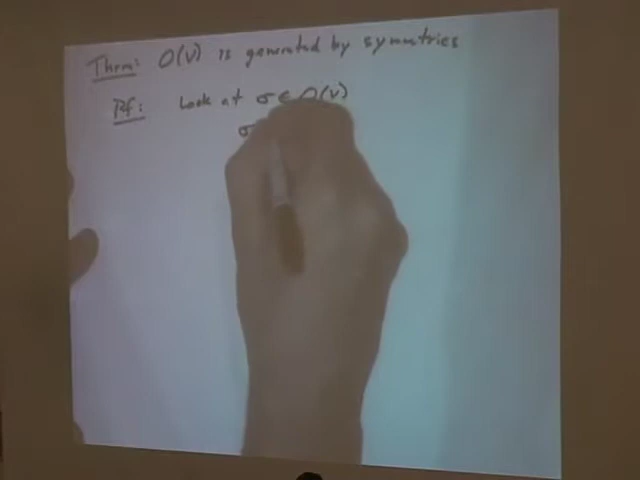 Thm: O(V) is generated by symmetries
Pf: Look at σ ∈ O(V)
σ